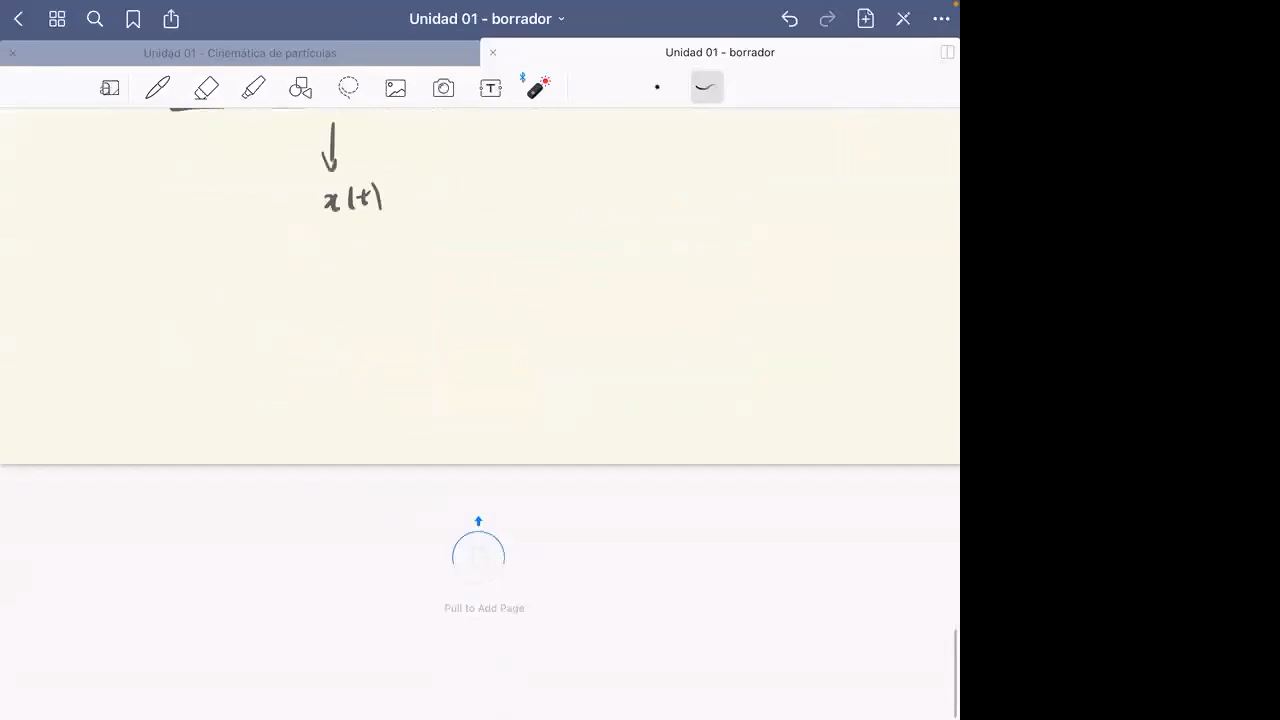 Unidad 01 - borrador
Unidad 01 - Cinemática de partículas
Unidad 01 - borrador
T
x(t)
Pull to Add Page